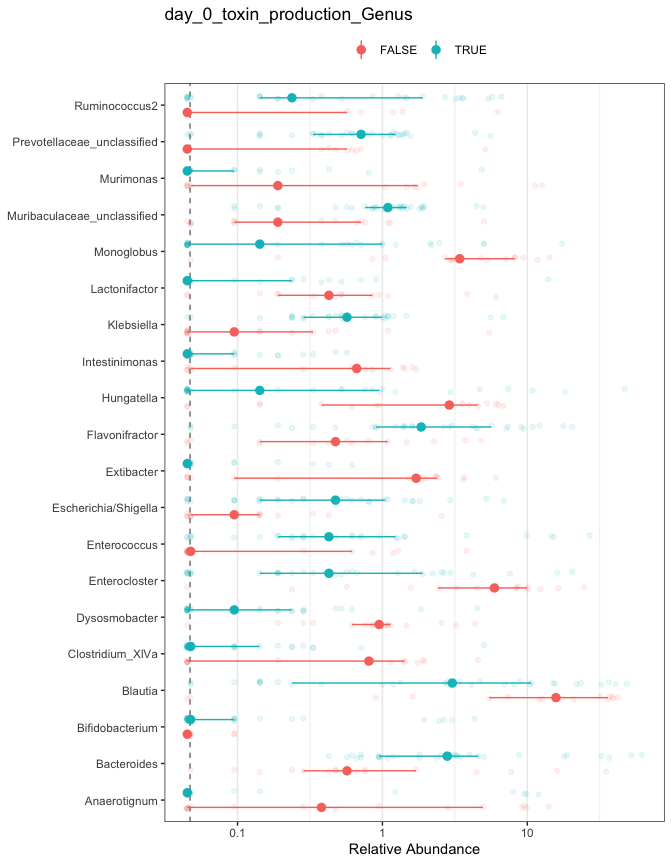 day_0_toxin_production_Genus
FALSE TRUE
Ruminococcus2
Prevotellaceae_unclassified
Murimonas
Muribaculaceae_unclassified
Monoglobus
Lactonifactor
Klebsiella
Intestinimonas
Hungatella
Flavonifractor
Extibacter
Escherichia/Shigella
Enterococcus
Enterocloster
Dysosmobacter
Clostridium_XlVa
Blautia
Bifidobacterium
Bacteroides
Anaerotignum
0.1 1 10
Relative Abundance